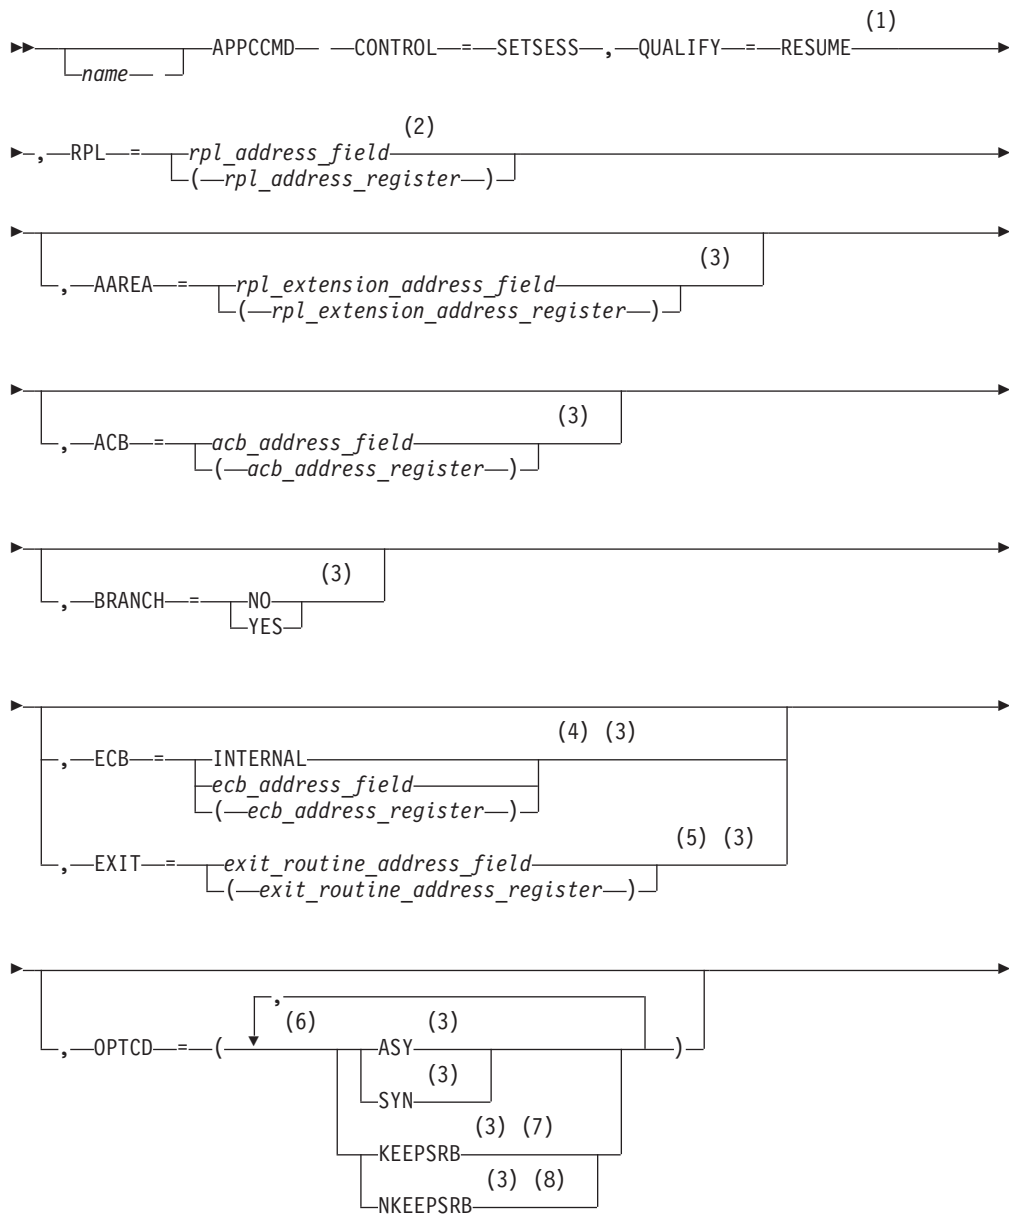 (1)
APPCCMD CONTROL = SETSESS , QUALIFY = RESUME
name
(2)
, RPL = rpl_address_field
( rpl_address_register )
(3)
, AAREA = rpl_extension_address_field
( rpl_extension_address_register )
(3)
, ACB = acb_address_field
( acb_address_register )
(3)
, BRANCH = NO
YES
(4) (3)
, ECB = INTERNAL
ecb_address_field
( ecb_address_register )
(5) (3)
, EXIT = exit_routine_address_field
( exit_routine_address_register )
,
(6) (3)
, OPTCD = ( ASY )
(3)
SYN
(3) (7)
KEEPSRB
(3) (8)
NKEEPSRB